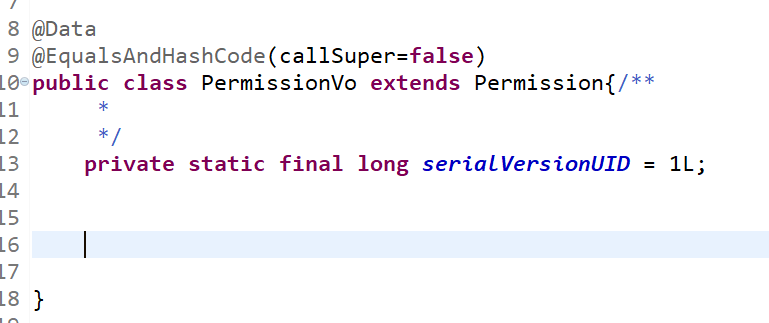 7
8 @Data
9 @EqualsAndHashCode(callSuper=false)
10 public class PermissionVo extends Permission{/**
11      *
12      */
13     private static final long serialVersionUID = 1L;
14
15
16
17
18 }